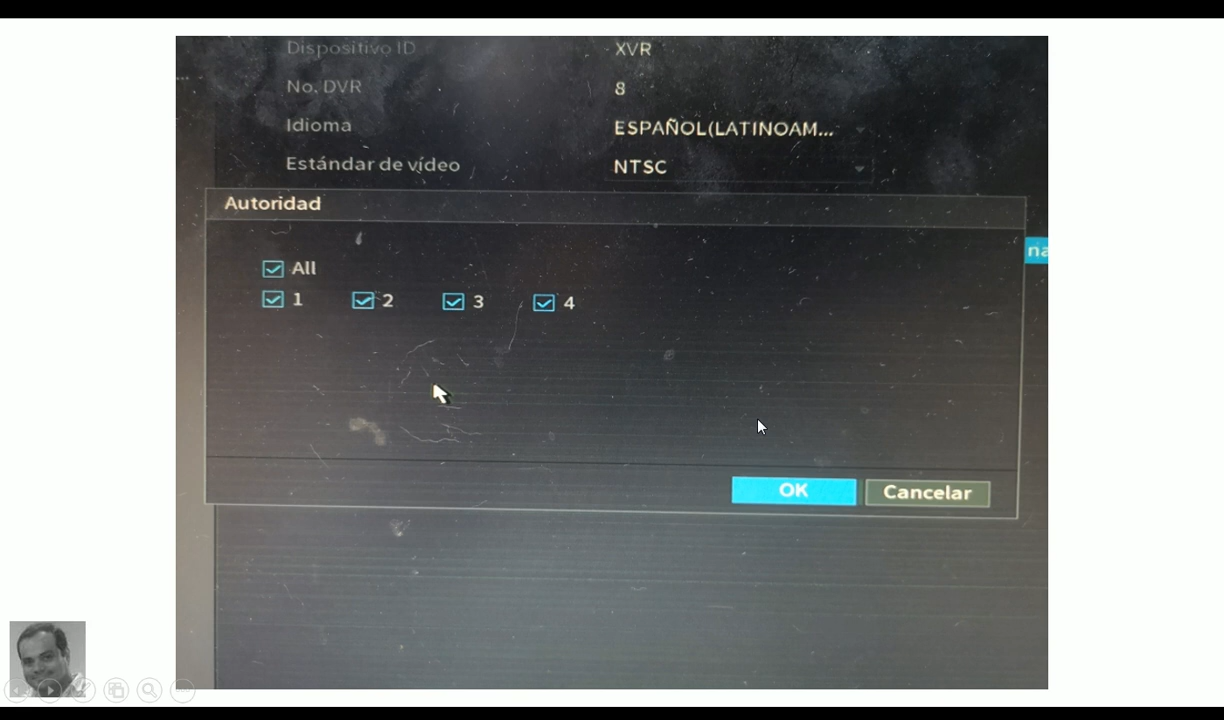 Dispositivo ID XVR
No. DVR 8
Idioma ESPAÑOL(LATINOAM...
Estándar de vídeo NTSC
Autoridad
na
All
1 2 3 4
OK Cancelar